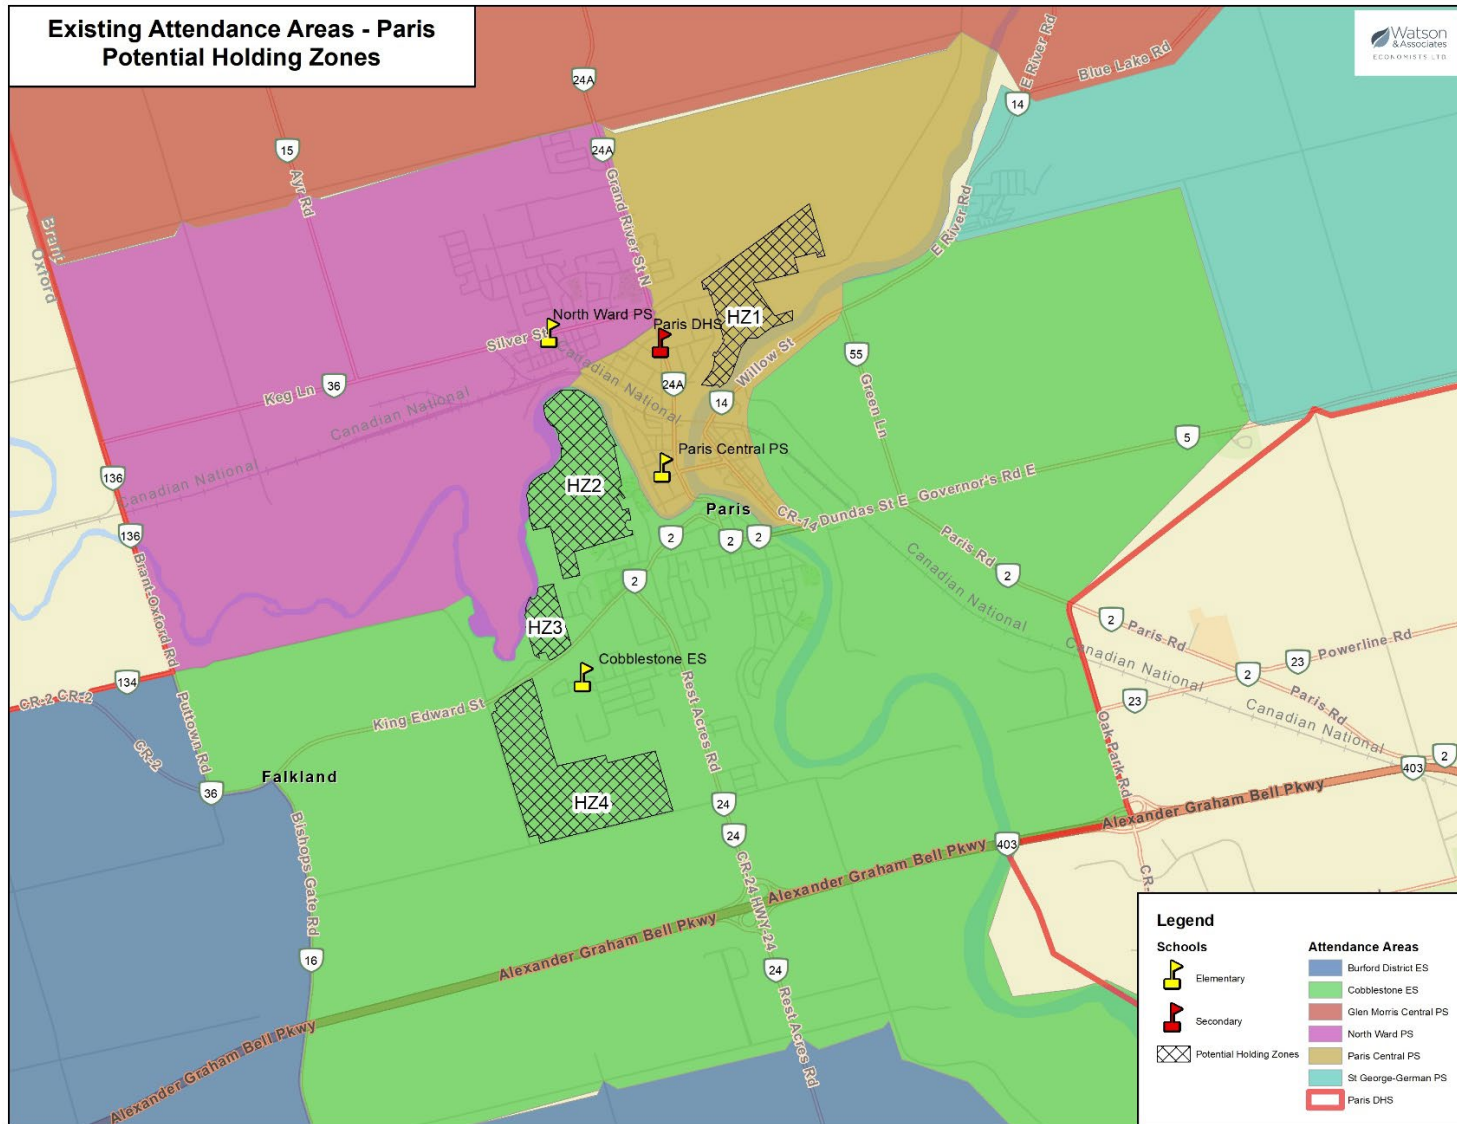 Existing Attendance Areas - Paris
Potential Holding Zones
Watson
& Associates
ECONOMISTS LTD.
24A
E River Rd
Blue Lake Rd
14
15
Ayr Rd
24A
Grand River St N
Brant
Oxford
E River Rd
North Ward PS
Paris DHS
HZ1
Silver St
Canadian National
Willow St
55
Green Ln
36
Keg Ln
Canadian National
24A
14
5
136
Canadian National
Paris Central PS
HZ2
Paris
CR-14
Dundas St E
Governor's Rd E
136
2
2
2
Brant-Oxford Rd
2
Paris Rd
2
Canadian National
HZ3
2
Paris Rd
Powerline Rd
Canadian National
23
2
Cobblestone ES
134
CR-2 CR-2
Puttown Rd
Rest Acres Rd
23
Paris Rd
Canadian National
Oak Park Rd
King Edward St
CR-2
2
403
Falkland
36
HZ4
24
Alexander Graham Bell Pkwy
Bishops Gate Rd
24
403
CR-24 HWY-24
Alexander Graham Bell Pkwy
CR-
Alexander Graham Bell Pkwy
16
24
Rest Acres Rd
Alexander Graham Bell Pkwy
Legend
Schools
Elementary
Secondary
Potential Holding Zones
Attendance Areas
Burford District ES
Cobblestone ES
Glen Morris Central PS
North Ward PS
Paris Central PS
St George-German PS
Paris DHS